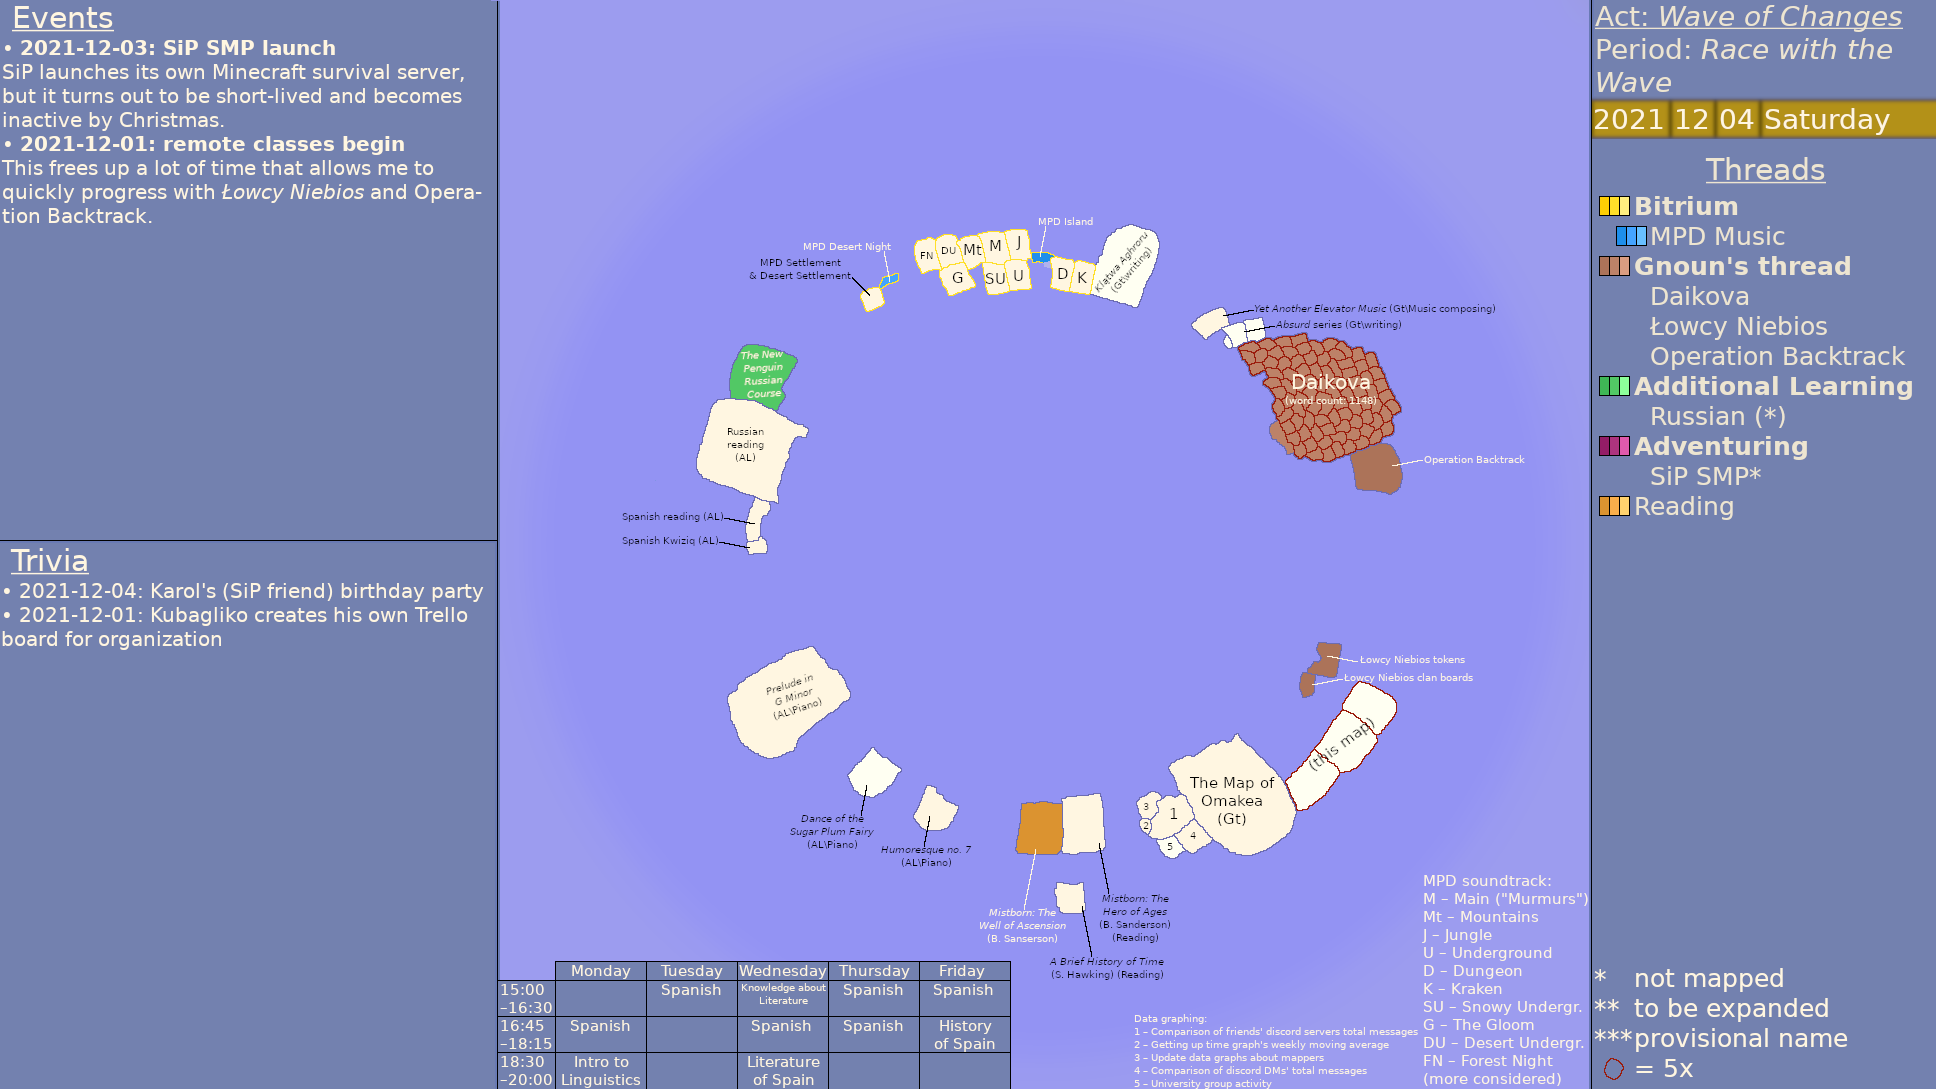 Events
• 2021-12-03: SiP SMP launch
SiP launches its own Minecraft survival server,
but it turns out to be short-lived and becomes
inactive by Christmas.
• 2021-12-01: remote classes begin
This frees up a lot of time that allows me to
quickly progress with Łowcy Niebios and Opera-
tion Backtrack.
Trivia
• 2021-12-04: Karol's (SiP friend) birthday party
• 2021-12-01: Kubagliko creates his own Trello
board for organization
MPD Island
MPD Desert Night
MPD Settlement
& Desert Settlement
FN
DU
Mt
M
J
G
SU
U
D
K
Klątwa Aghroru
(Gt\writing)
Yet Another Elevator Music (Gt\Music composing)
Absurd series (Gt\writing)
Daikova
(word count: 1148)
Operation Backtrack
The New
Penguin
Russian
Course
Russian
reading
(AL)
Spanish reading (AL)
Spanish Kwiziq (AL)
Prelude in
G Minor
(AL\Piano)
Dance of the
Sugar Plum Fairy
(AL\Piano)
Humoresque no. 7
(AL\Piano)
Mistborn: The
Well of Ascension
(B. Sanserson)
Mistborn: The
Hero of Ages
(B. Sanderson)
(Reading)
A Brief History of Time
(S. Hawking) (Reading)
Łowcy Niebios tokens
Łowcy Niebios clan boards
(this map)
The Map of
Omakea
(Gt)
3
1
2
4
5
Monday Tuesday Wednesday Thursday Friday
15:00
–16:30
Spanish
Knowledge about
Literature
Spanish
Spanish
16:45
–18:15
Spanish
Spanish
Spanish
History
of Spain
18:30
–20:00
Intro to
Linguistics
Literature
of Spain
Data graphing:
1 – Comparison of friends' discord servers total messages
2 – Getting up time graph's weekly moving average
3 – Update data graphs about mappers
4 – Comparison of discord DMs' total messages
5 – University group activity
MPD soundtrack:
M – Main ("Murmurs")
Mt – Mountains
J – Jungle
U – Underground
D – Dungeon
K – Kraken
SU – Snowy Undergr.
G – The Gloom
DU – Desert Undergr.
FN – Forest Night
(more considered)
Act: Wave of Changes
Period: Race with the
Wave
2021 12 04 Saturday
Threads
Bitrium
MPD Music
Gnoun's thread
Daikova
Łowcy Niebios
Operation Backtrack
Additional Learning
Russian (*)
Adventuring
SiP SMP*
Reading
* not mapped
** to be expanded
*** provisional name
= 5x